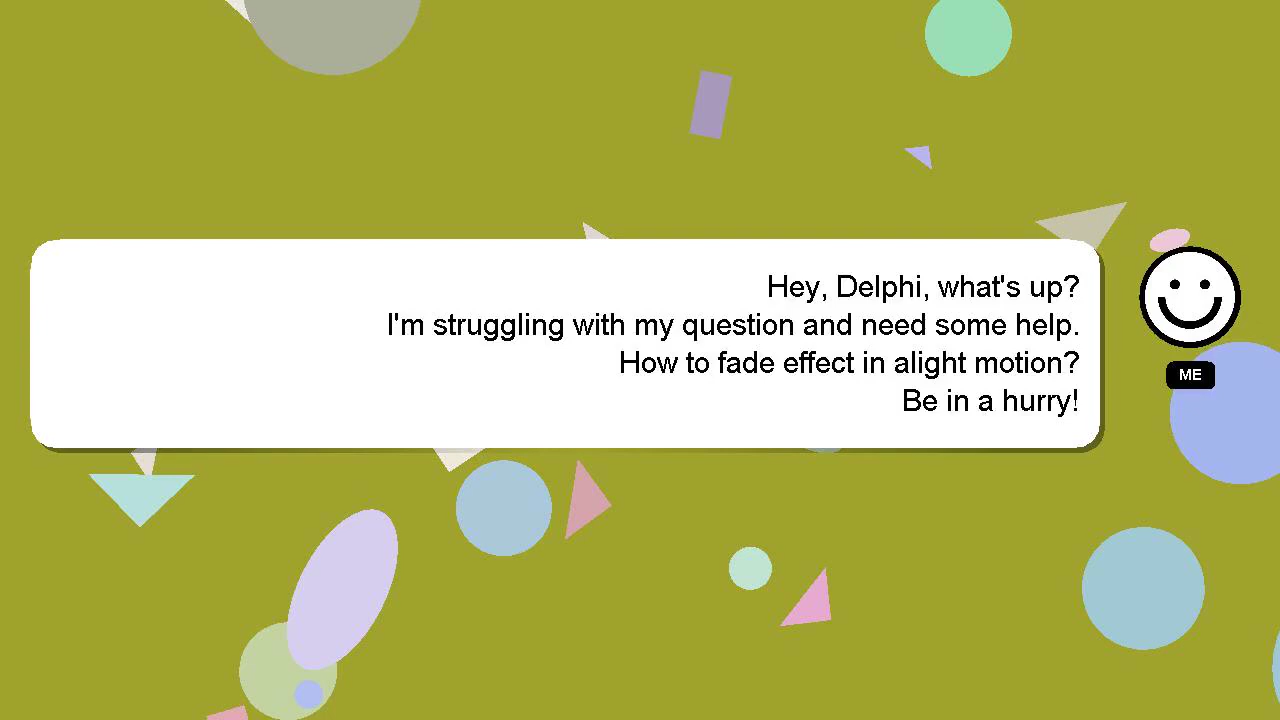 Hey, Delphi, what's up?
I'm struggling with my question and need some help.
How to fade effect in alight motion?
Be in a hurry!
ME